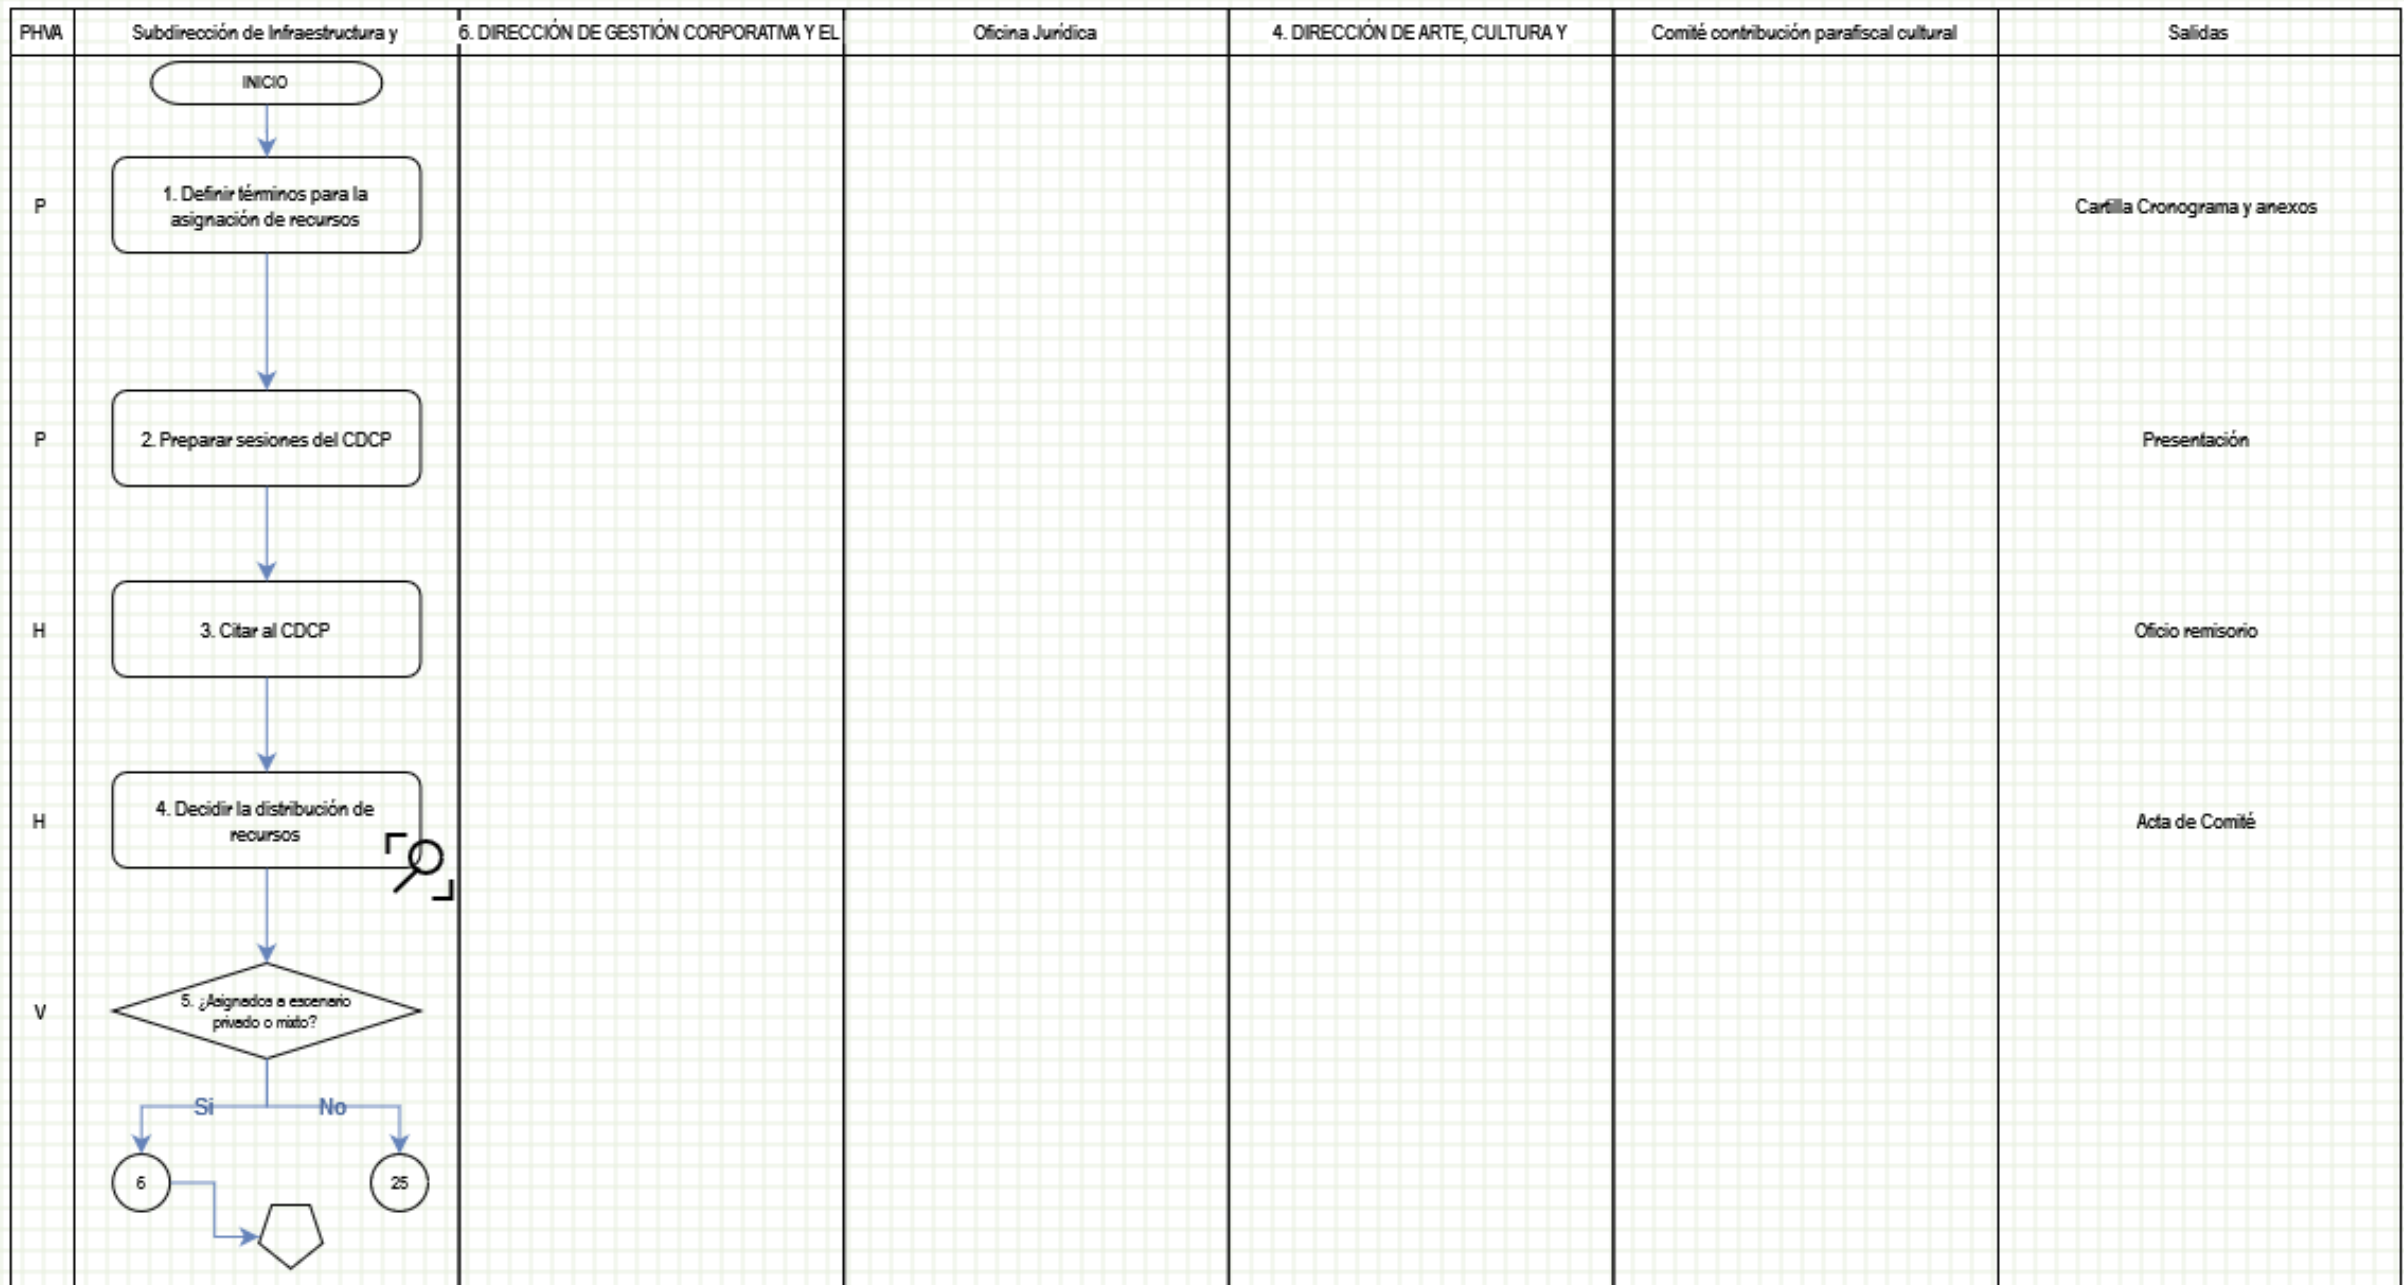 PHVA
Subdirección de Infraestructura y
6. DIRECCIÓN DE GESTIÓN CORPORATIVA Y EL
Oficina Jurídica
4. DIRECCIÓN DE ARTE, CULTURA Y
Comité contribución parafiscal cultural
Salidas
INICIO
P
1. Definir términos para la
asignación de recursos
Cartilla Cronograma y anexos
P
2. Preparar sesiones del CDCP
Presentación
H
3. Citar al CDCP
Oficio remisorio
H
4. Decidir la distribución de
recursos
Acta de Comité
V
5. ¿Asignados a escenario
privado o mixto?
Si
No
6
25